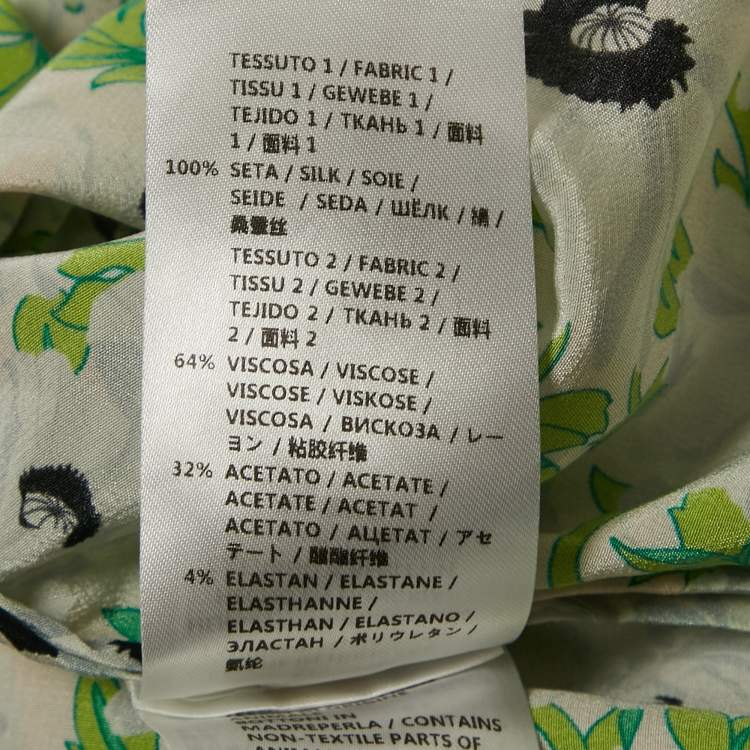 TESSUTO 1 / FABRIC 1 /
TISSU 1 / GEWEBE 1 /
TEJIDO 1 / ТКАНЬ 1 / 面料
1 / 面料 1
100% SETA / SILK / SOIE /
SEIDE / SEDA / ШЁЛК / 絹 /
桑蚕丝
TESSUTO 2 / FABRIC 2 /
TISSU 2 / GEWEBE 2 /
TEJIDO 2 / ТКАНЬ 2 / 面料
2 / 面料 2
64% VISCOSA / VISCOSE /
VISCOSE / VISKOSE /
VISCOSA / ВИСКОЗА / レー
ヨン / 粘胶纤维
32% ACETATO / ACETATE /
ACETATE / ACETAT /
ACETATO / АЦЕТАТ / アセ
テート / 醋酯纤维
4% ELASTAN / ELASTANE /
ELASTHANNE /
ELASTHAN / ELASTANO /
ЭЛАСТАН / ポリウレタン /
氨纶
MADREPERLA / CONTAINS
NON-TEXTILE PARTS OF